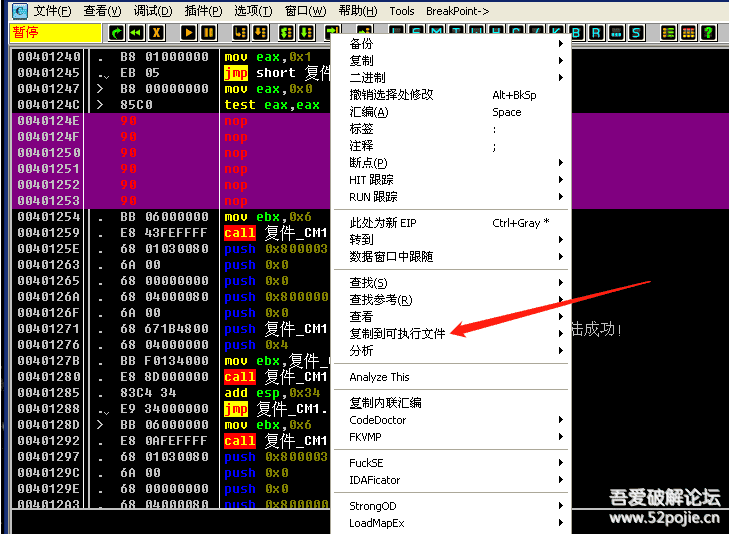 文件(F) 查看(V) 调试(D) 插件(P) 选项(T) 窗口(W) 帮助(H) Tools BreakPoint->
暂停
00401240 . B8 01000000 mov eax,0x1
00401245 . EB 05 jmp short 复件
00401247 > B8 00000000 mov eax,0x0
0040124C > 85C0 test eax,eax
0040124E 90 nop
0040124F 90 nop
00401250 90 nop
00401251 90 nop
00401252 90 nop
00401253 90 nop
00401254 . BB 06000000 mov ebx,0x6
00401259 . E8 43FEFFFF call 复件_CM1
0040125E . 68 01030080 push 0x800003
00401263 . 6A 00 push 0x0
00401265 . 68 00000000 push 0x0
0040126A . 68 04000080 push 0x800000
0040126F . 6A 00 push 0x0
00401271 . 68 671B4800 push 复件_CM1 陆成功!
00401276 . 68 04000000 push 0x4
0040127B . BB F0134000 mov ebx,复件_
00401280 . E8 8D000000 call 复件_CM1
00401285 . 83C4 34 add esp,0x34
00401288 . E9 34000000 jmp 复件_CM1.
0040128D > BB 06000000 mov ebx,0x6
00401292 . E8 0AFEFFFF call 复件_CM1
00401297 . 68 01030080 push 0x800003
0040129C . 6A 00 push 0x0
0040129E . 68 00000000 push 0x0
004012A3 . 68 04000080 push 0x800000
备份
复制
二进制
撤销选择处修改 Alt+BkSp
汇编(A) Space
标签 :
注释 ;
断点(P)
HIT 跟踪
RUN 跟踪
此处为新 EIP Ctrl+Gray *
转到
数据窗口中跟随
查找(S)
查找参考(R)
查看
复制到可执行文件
分析
Analyze This
复制内联汇编
CodeDoctor
FKVMP
FuckSE
IDAFicator
StrongOD
LoadMapEx
吾爱破解论坛
www.52pojie.cn